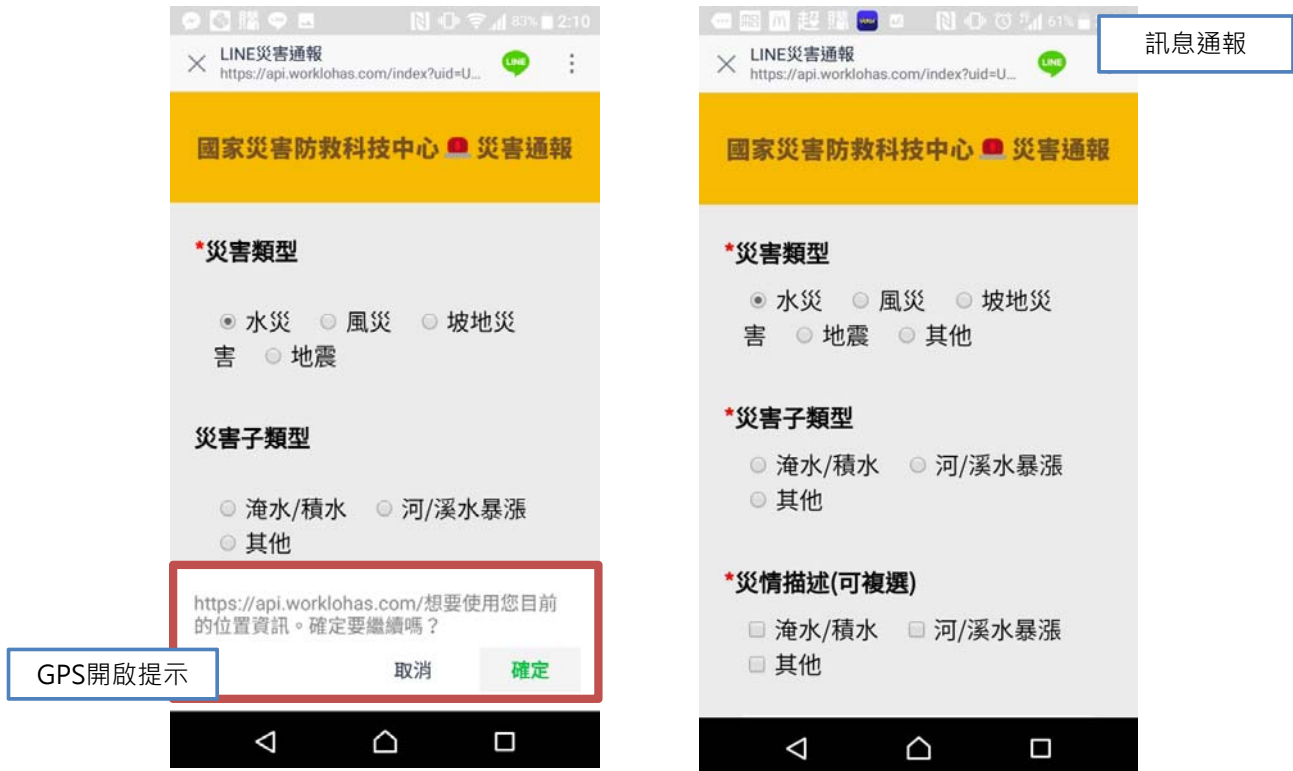 83% 2:10
LINE災害通報
https://api.worklohas.com/index?uid=U...
LINE
國家災害防救科技中心 災害通報
*災害類型
水災 風災 坡地災
害 地震
災害子類型
淹水/積水 河/溪水暴漲
其他
https://api.worklohas.com/想要使用您目前
的位置資訊。確定要繼續嗎？
取消 確定
GPS開啟提示
61%
訊息通報
LINE災害通報
https://api.worklohas.com/index?uid=U...
LINE
國家災害防救科技中心 災害通報
*災害類型
水災 風災 坡地災
害 地震 其他
*災害子類型
淹水/積水 河/溪水暴漲
其他
*災情描述(可複選)
淹水/積水 河/溪水暴漲
其他